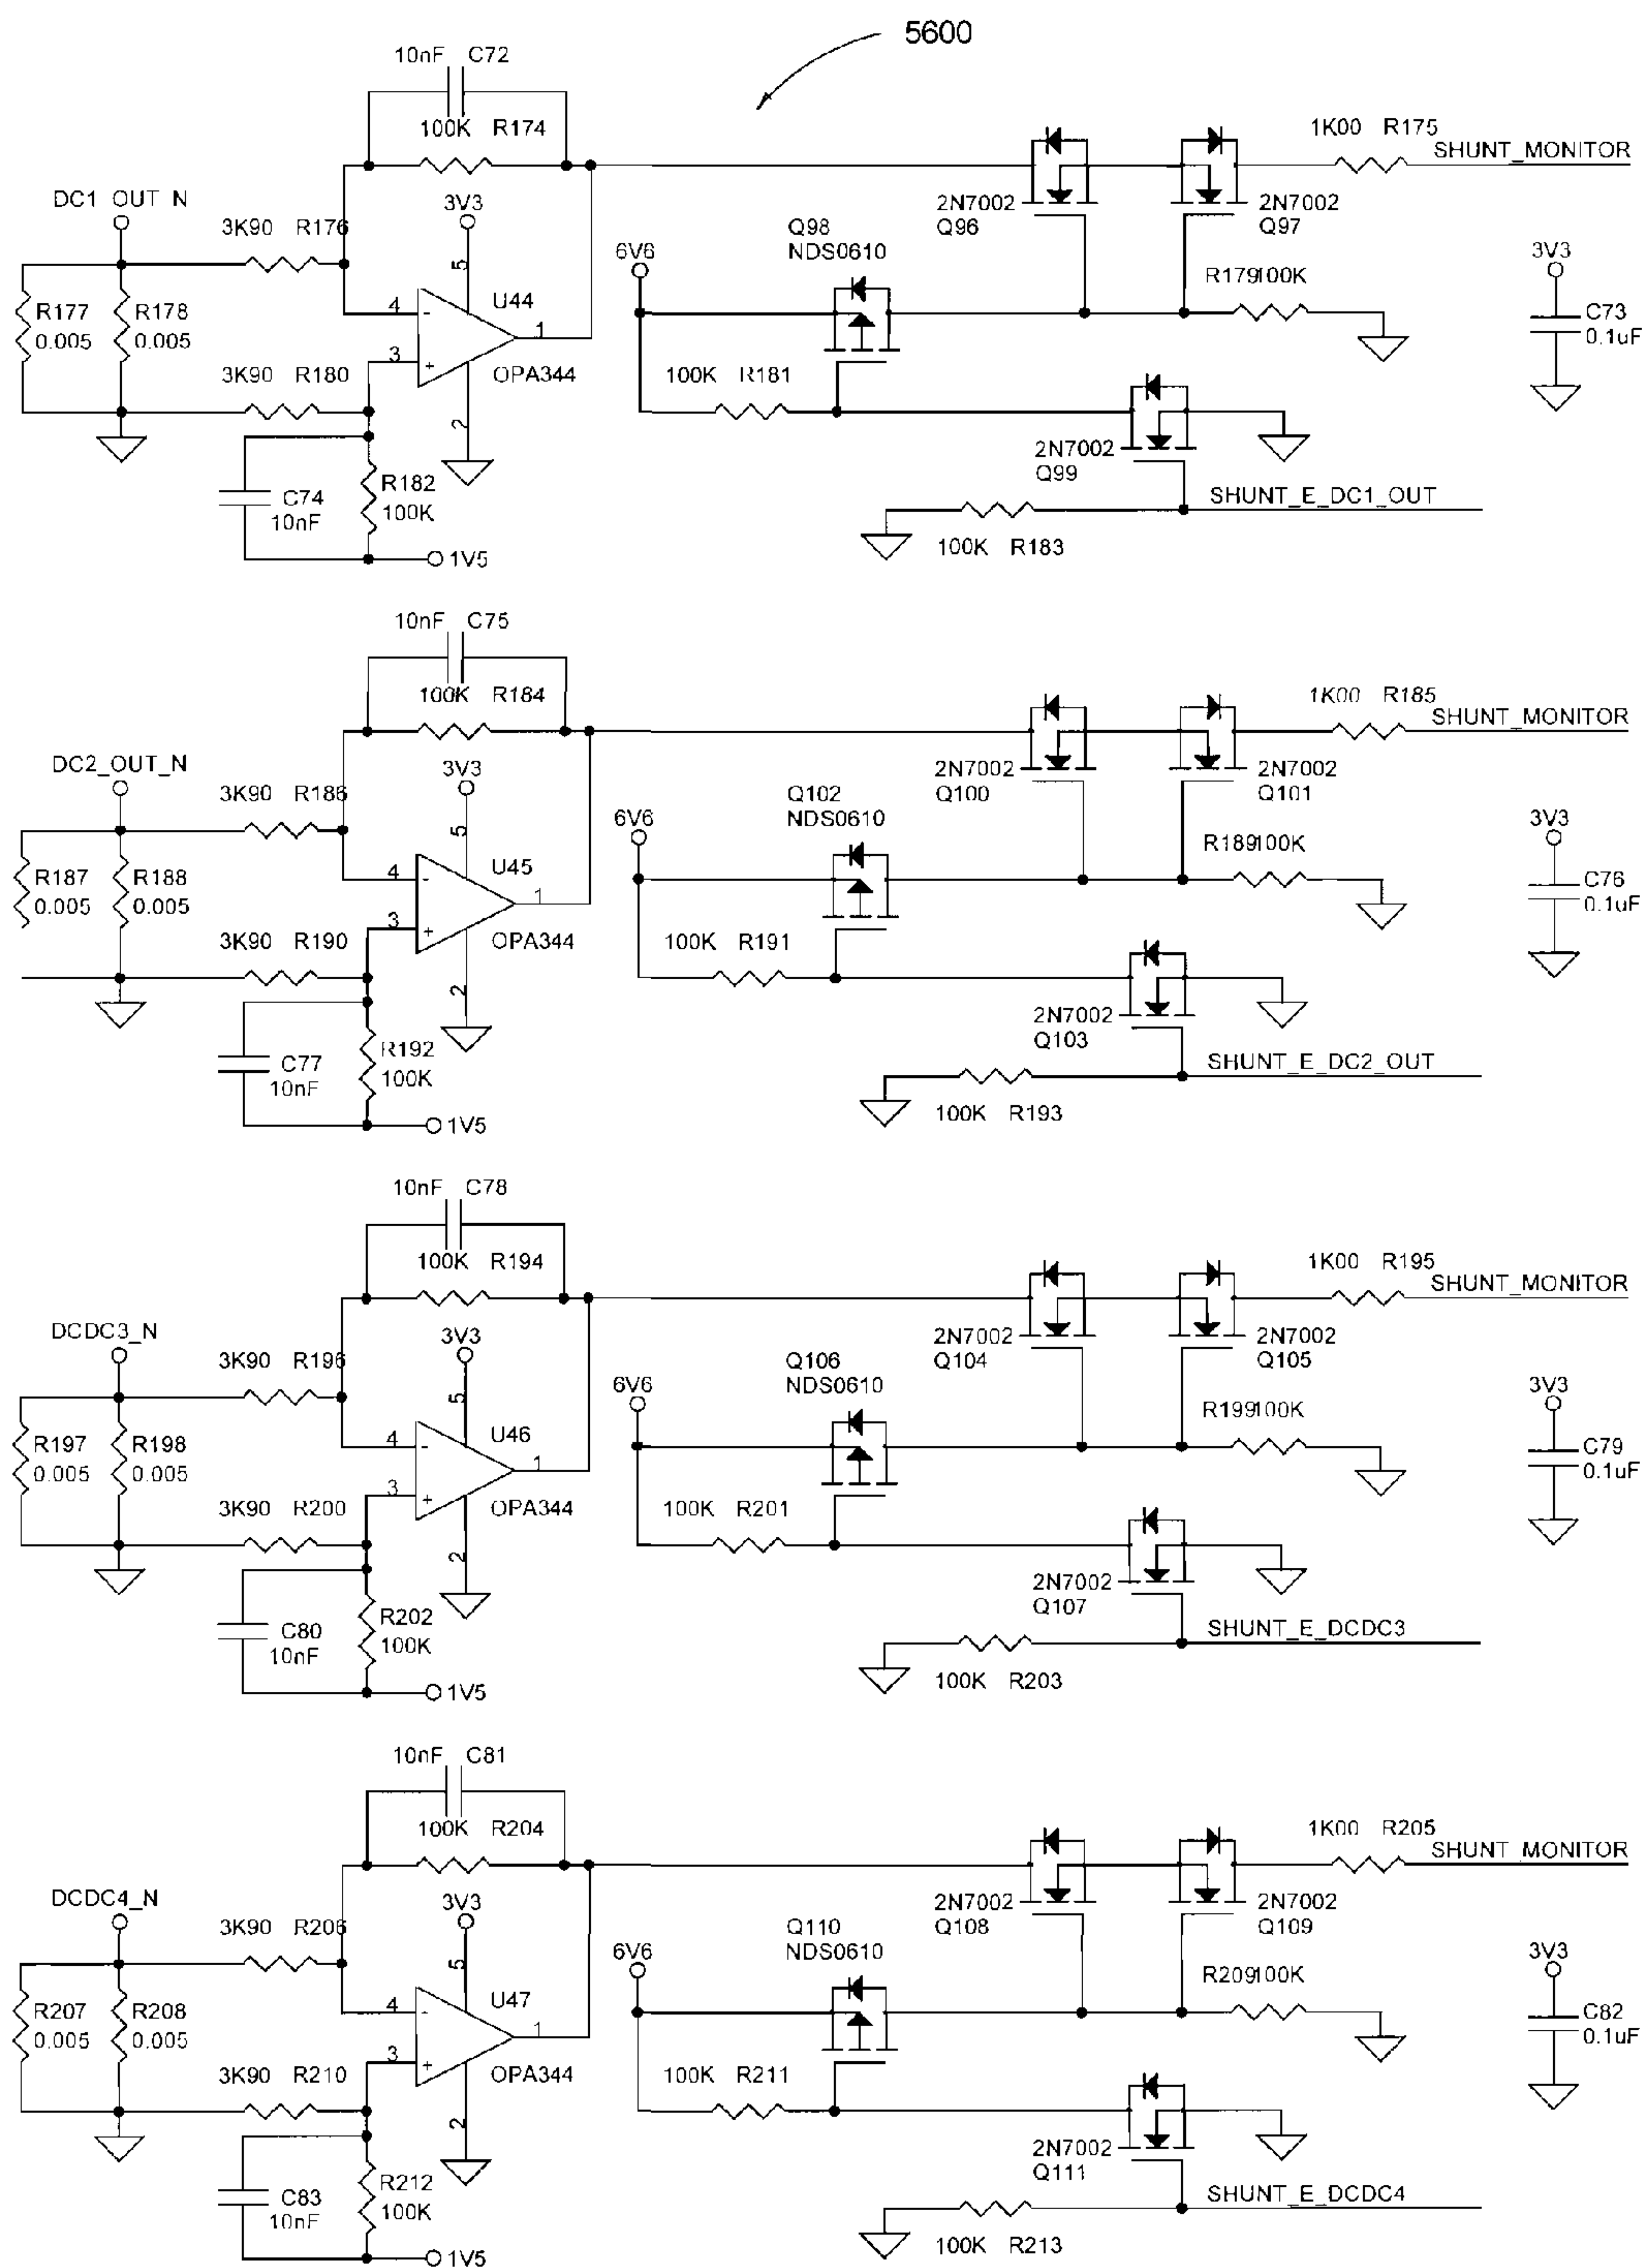 5600
10nF C72
100K R174
1K00 R175
SHUNT_MONITOR
DC1_OUT_N
3K90 R176
3V3
5
4
-
U44
3
+
1
OPA344
2
R177
0.005
R178
0.005
3K90 R180
C74
10nF
R182
100K
1V5
6V6
Q98
NDS0610
2N7002
Q96
2N7002
Q97
R179100K
100K R181
2N7002
Q99
SHUNT_E_DC1_OUT
100K R183
3V3
C73
0.1uF
10nF C75
100K R184
1K00 R185
SHUNT_MONITOR
DC2_OUT_N
3K90 R186
3V3
5
4
-
U45
3
+
1
OPA344
2
R187
0.005
R188
0.005
3K90 R190
C77
10nF
R192
100K
1V5
6V6
Q102
NDS0610
2N7002
Q100
2N7002
Q101
R189100K
100K R191
2N7002
Q103
SHUNT_E_DC2_OUT
100K R193
3V3
C76
0.1uF
10nF C78
100K R194
1K00 R195
SHUNT_MONITOR
DCDC3_N
3K90 R196
3V3
5
4
-
U46
3
+
1
OPA344
2
R197
0.005
R198
0.005
3K90 R200
C80
10nF
R202
100K
1V5
6V6
Q106
NDS0610
2N7002
Q104
2N7002
Q105
R199100K
100K R201
2N7002
Q107
SHUNT_E_DCDC3
100K R203
3V3
C79
0.1uF
10nF C81
100K R204
1K00 R205
SHUNT_MONITOR
DCDC4_N
3K90 R206
3V3
5
4
-
U47
3
+
1
OPA344
2
R207
0.005
R208
0.005
3K90 R210
C83
10nF
R212
100K
1V5
6V6
Q110
NDS0610
2N7002
Q108
2N7002
Q109
R209100K
100K R211
2N7002
Q111
SHUNT_E_DCDC4
100K R213
3V3
C82
0.1uF